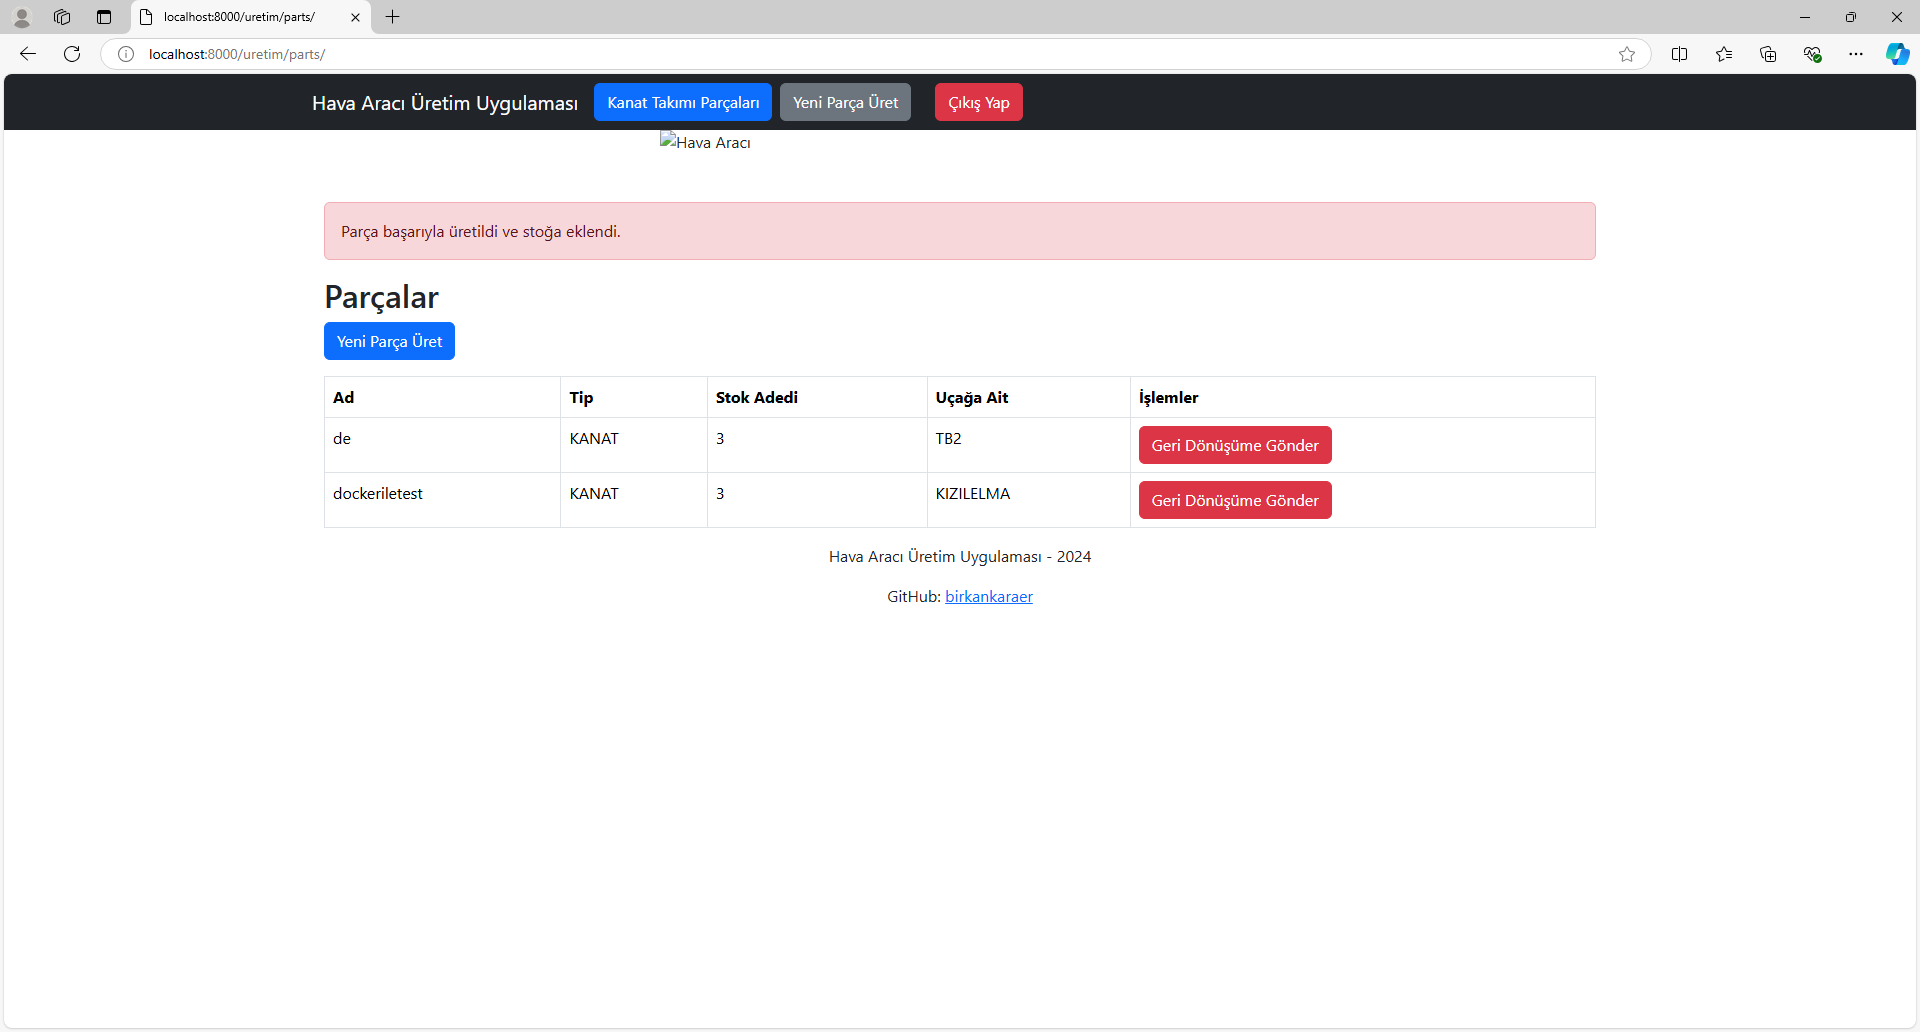 localhost:8000/uretim/parts/
localhost:8000/uretim/parts/
Hava Aracı Üretim Uygulaması Kanat Takımı Parçaları Yeni Parça Üret Çıkış Yap
Hava Aracı
Parça başarıyla üretildi ve stoğa eklendi.
Parçalar
Yeni Parça Üret
Ad Tip Stok Adedi Uçağa Ait İşlemler
de KANAT 3 TB2 Geri Dönüşüme Gönder
dockeriletest KANAT 3 KIZILELMA Geri Dönüşüme Gönder
Hava Aracı Üretim Uygulaması - 2024
GitHub: birkankaraer